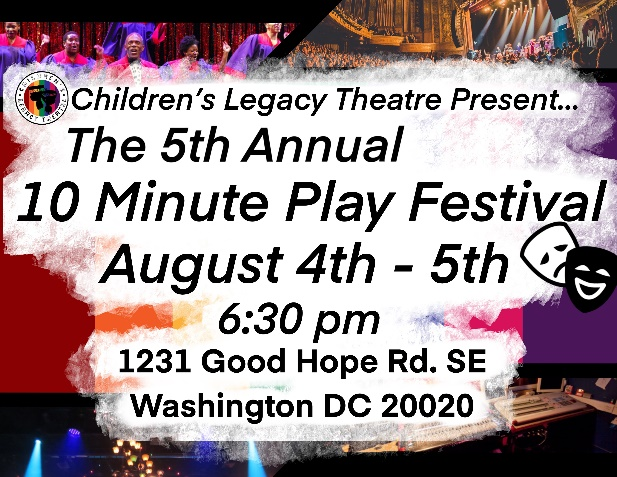 Children's Legacy Theatre Present...
The 5th Annual
10 Minute Play Festival
August 4th - 5th
6:30 pm
1231 Good Hope Rd. SE
Washington DC 20020